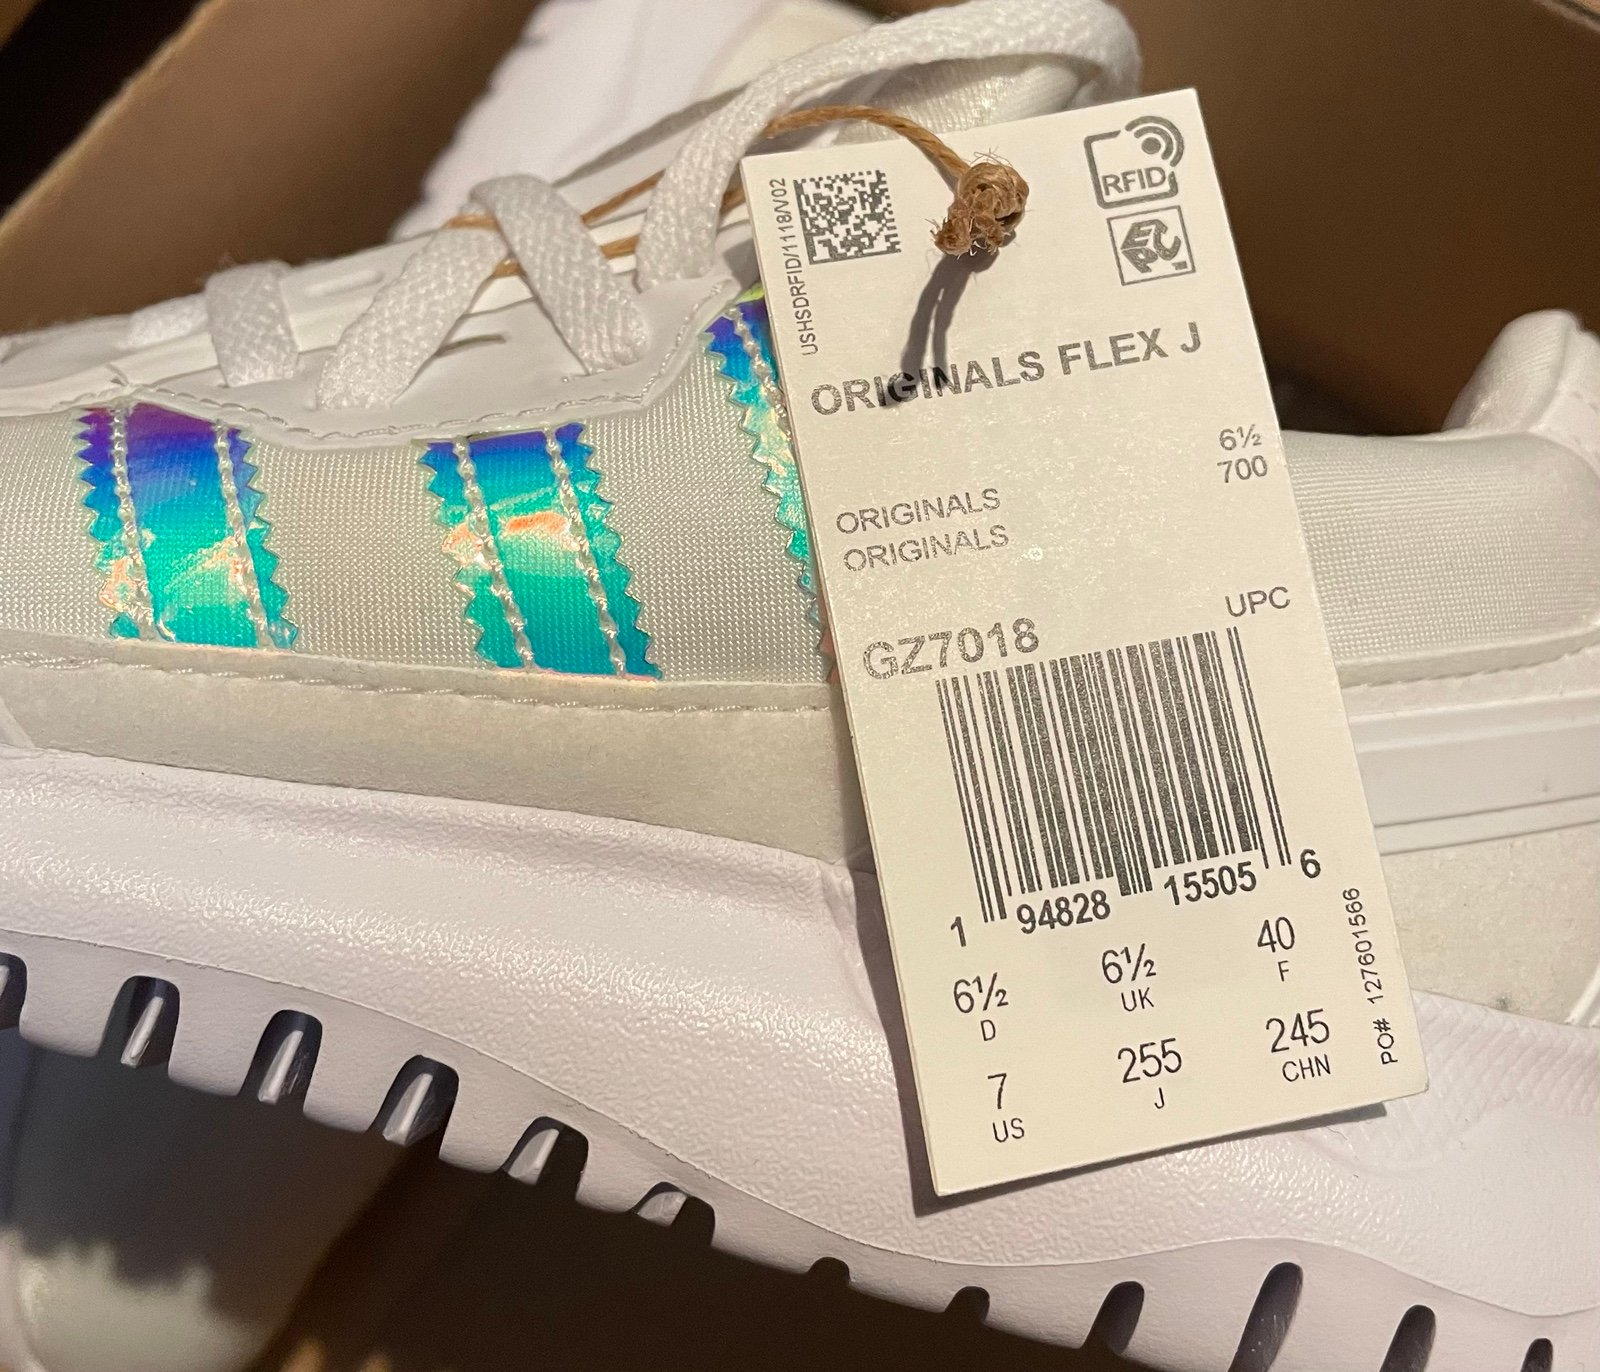 USHSDRFID/1118/V02
RFID
EPC
ORIGINALS FLEX J
6½
700
ORIGINALS
ORIGINALS
UPC
GZ7018
1 94828 15505 6
6½ 6½ 40
D UK F
7 255 245
US J CHN
PO# 127601566